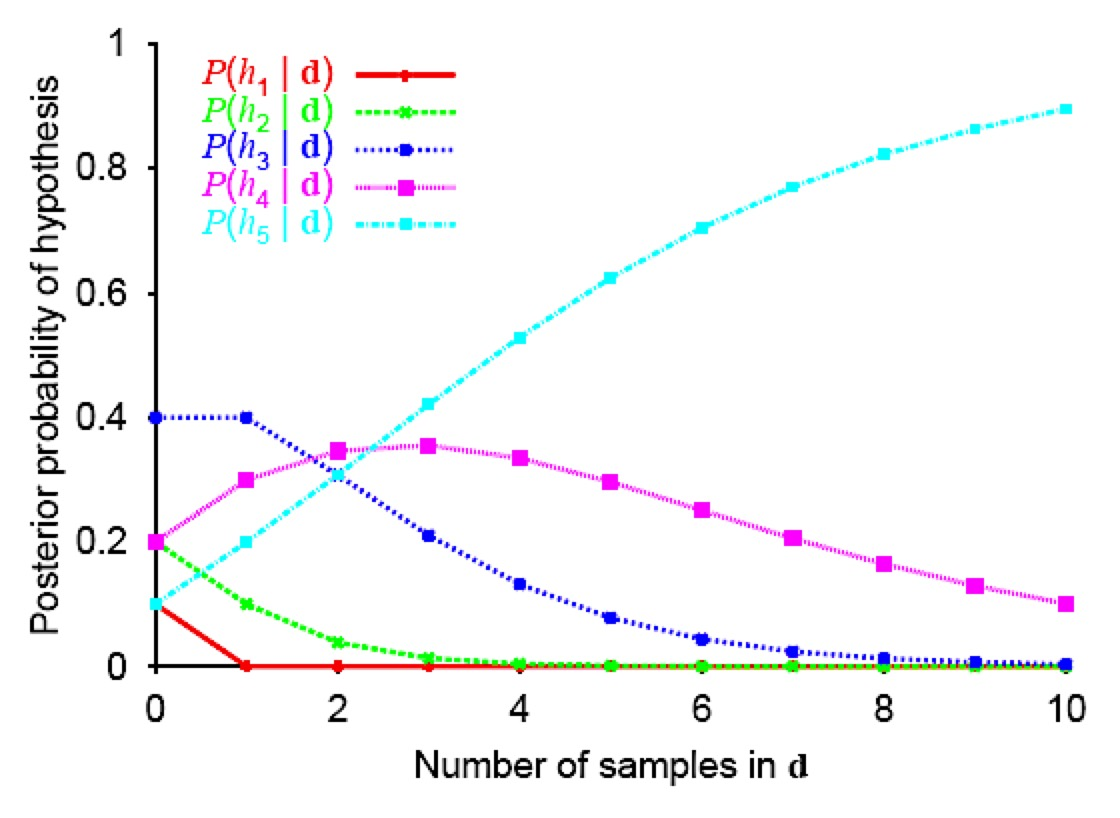 1
P(h₁ | d)
P(h₂ | d)
P(h₃ | d)
P(h₄ | d)
P(h₅ | d)
0.8
0.6
0.4
0.2
0
Posterior probability of hypothesis
0 2 4 6 8 10
Number of samples in d